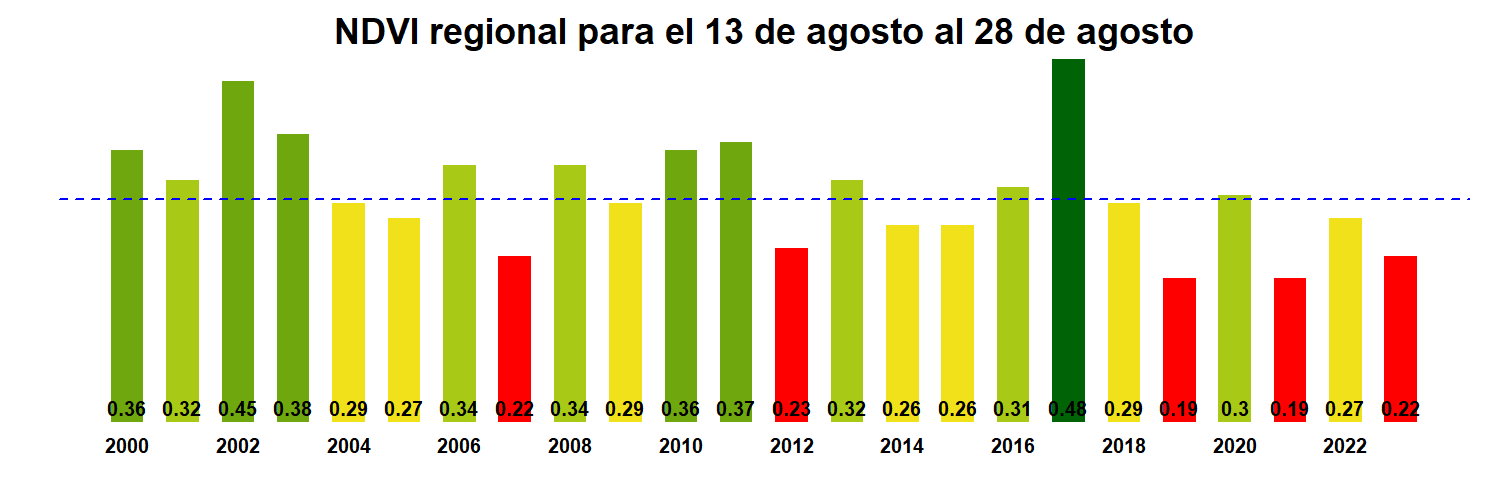 NDVI regional para el 13 de agosto al 28 de agosto
0.36 0.32 0.45 0.38 0.29 0.27 0.34 0.22 0.34 0.29 0.36 0.37 0.23 0.32 0.26 0.26 0.31 0.48 0.29 0.19 0.3 0.19 0.27 0.22
2000 2002 2004 2006 2008 2010 2012 2014 2016 2018 2020 2022